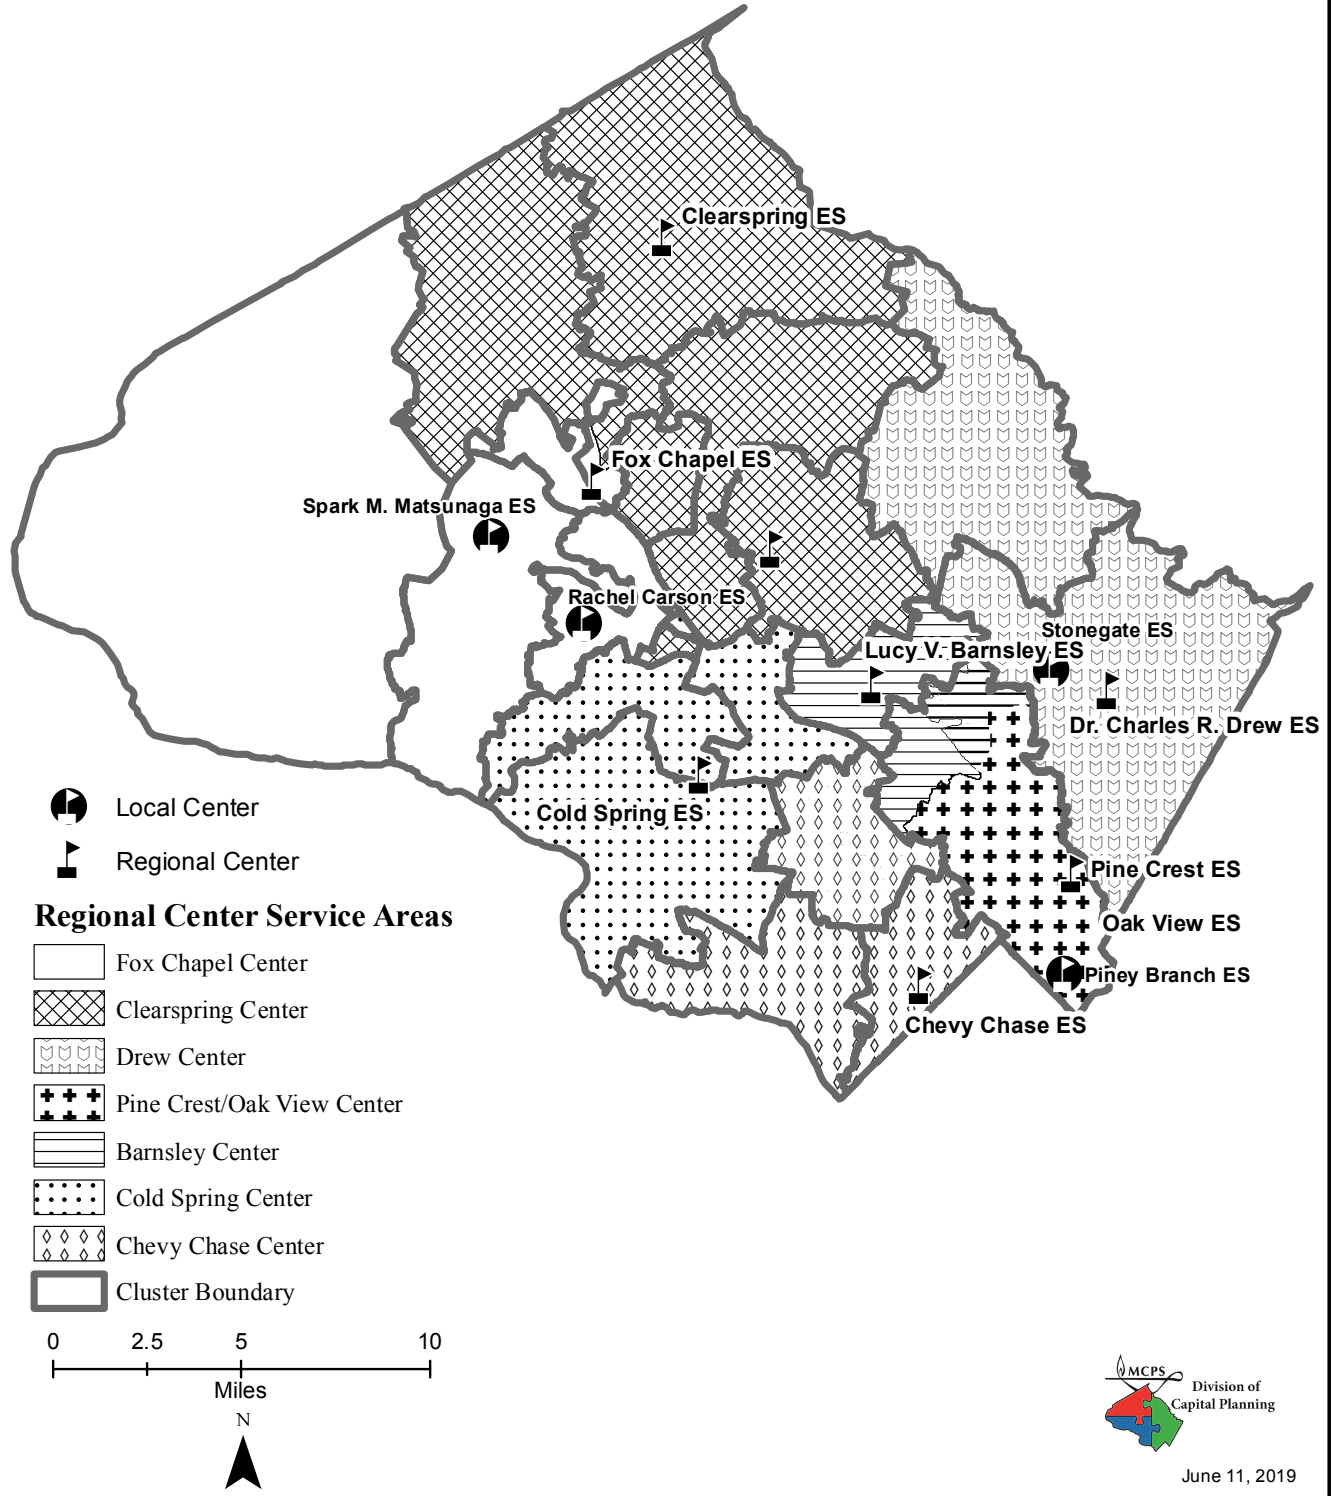 Clearspring ES
Fox Chapel ES
Spark M. Matsunaga ES
Rachel Carson ES
Stonegate ES
Lucy V. Barnsley ES
Dr. Charles R. Drew ES
Cold Spring ES
Pine Crest ES
Oak View ES
Piney Branch ES
Chevy Chase ES
Local Center
Regional Center
Regional Center Service Areas
Fox Chapel Center
Clearspring Center
Drew Center
Pine Crest/Oak View Center
Barnsley Center
Cold Spring Center
Chevy Chase Center
Cluster Boundary
0 2.5 5 10
Miles
N
MCPS
Division of
Capital Planning
June 11, 2019